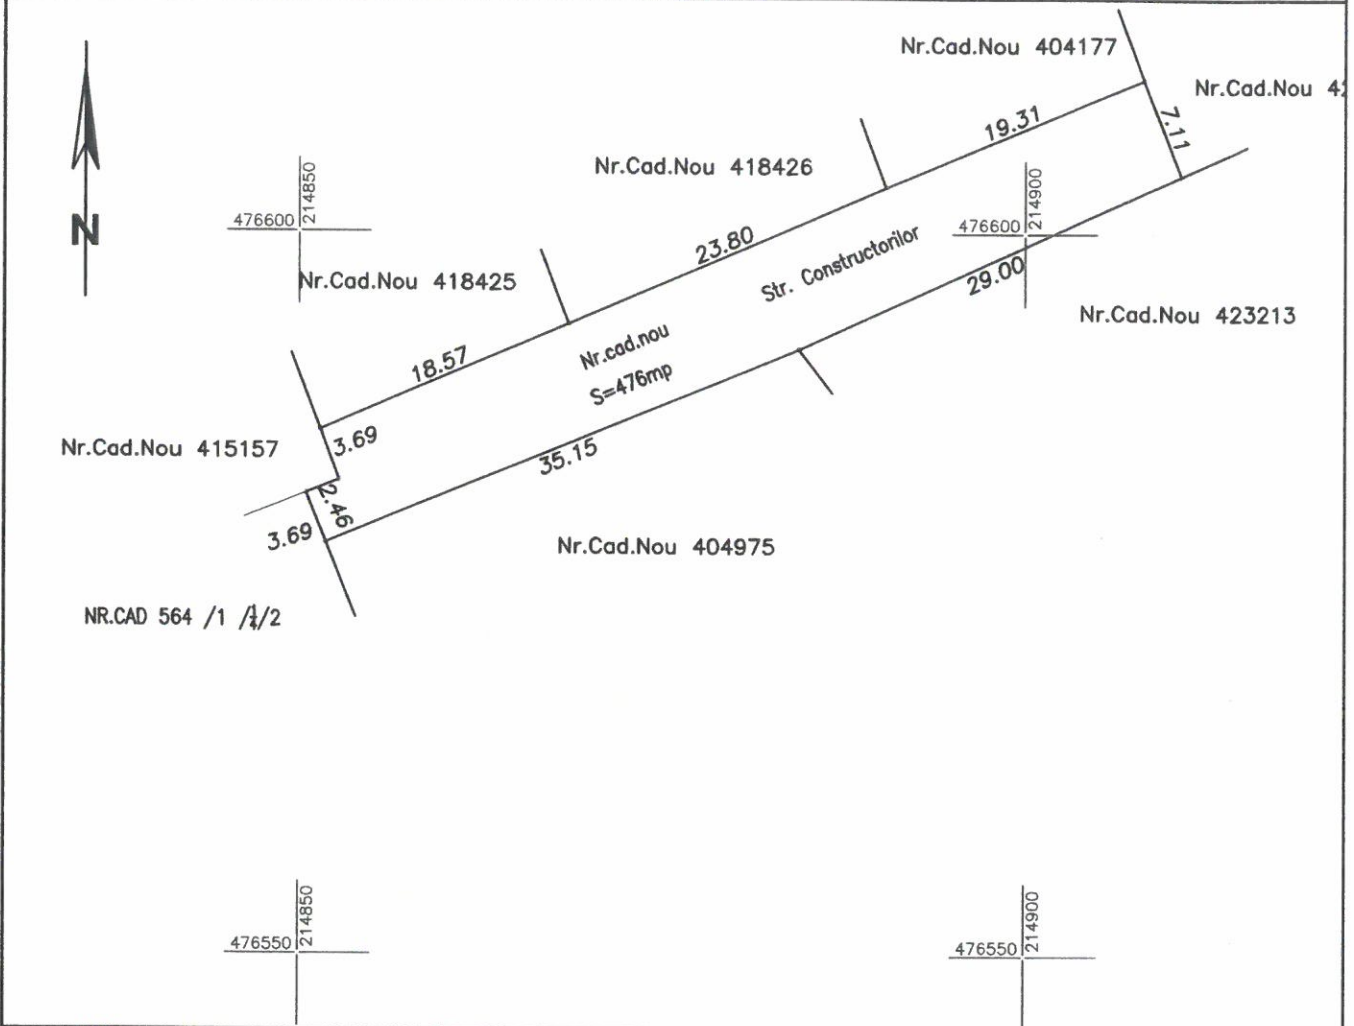 Nr.Cad.Nou 404177
Nr.Cad.Nou
7.11
19.31
Nr.Cad.Nou 418426
214850
476600
214900
476600
N
23.80
Str. Constructorilor
Nr.Cad.Nou 418425
29.00
Nr.Cad.Nou 423213
18.57
Nr.cad.nou
S=476mp
Nr.Cad.Nou 415157
3.69
35.15
2.46
3.69
Nr.Cad.Nou 404975
NR.CAD 564 /1 /2
214850
476550
214900
476550